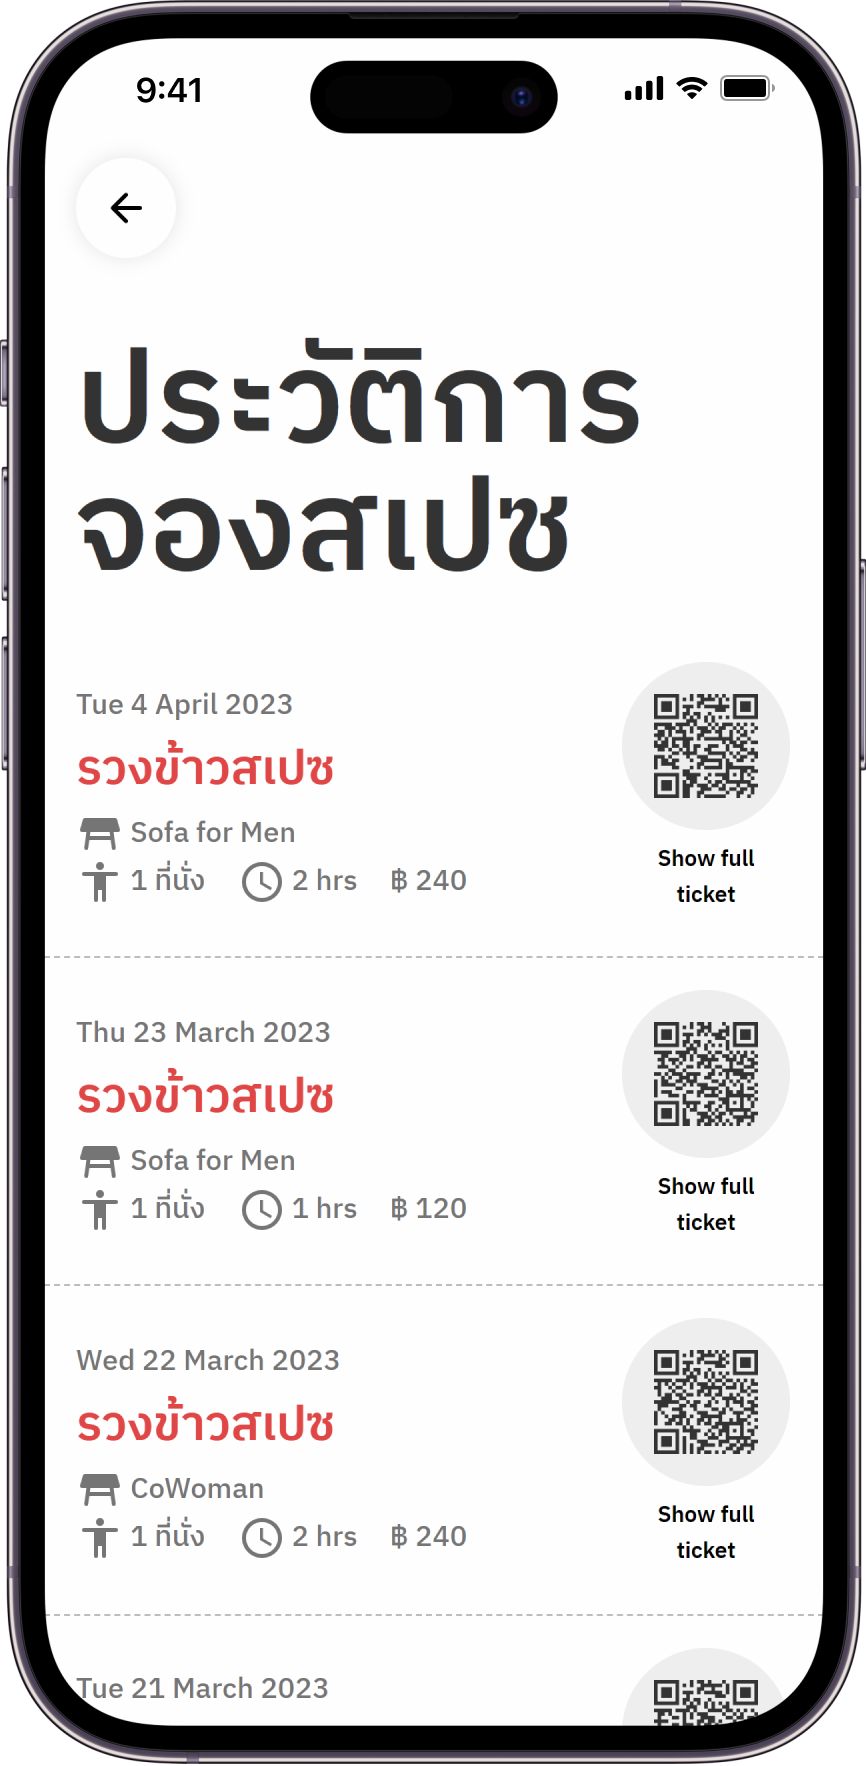 9:41
ประวัติการ
จองสเปซ
Tue 4 April 2023
รวงข้าวสเปซ
Sofa for Men
1 ที่นั่ง 2 hrs ฿ 240
Show full
ticket
Thu 23 March 2023
รวงข้าวสเปซ
Sofa for Men
1 ที่นั่ง 1 hrs ฿ 120
Show full
ticket
Wed 22 March 2023
รวงข้าวสเปซ
CoWoman
1 ที่นั่ง 2 hrs ฿ 240
Show full
ticket
Tue 21 March 2023